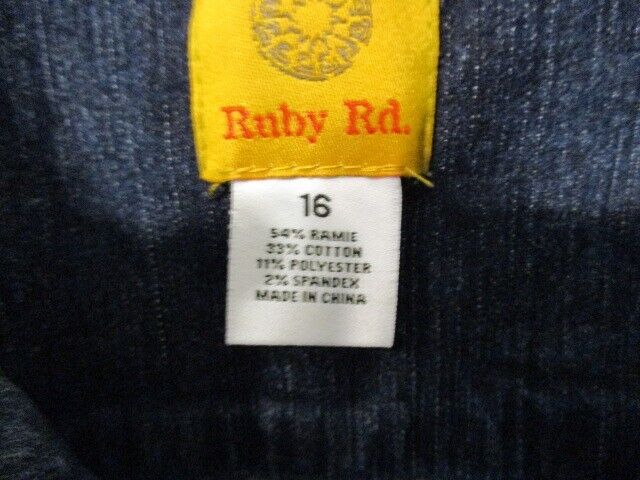 Ruby Rd.
16
54% RAMIE
33% COTTON
11% POLYESTER
2% SPANDEX
MADE IN CHINA